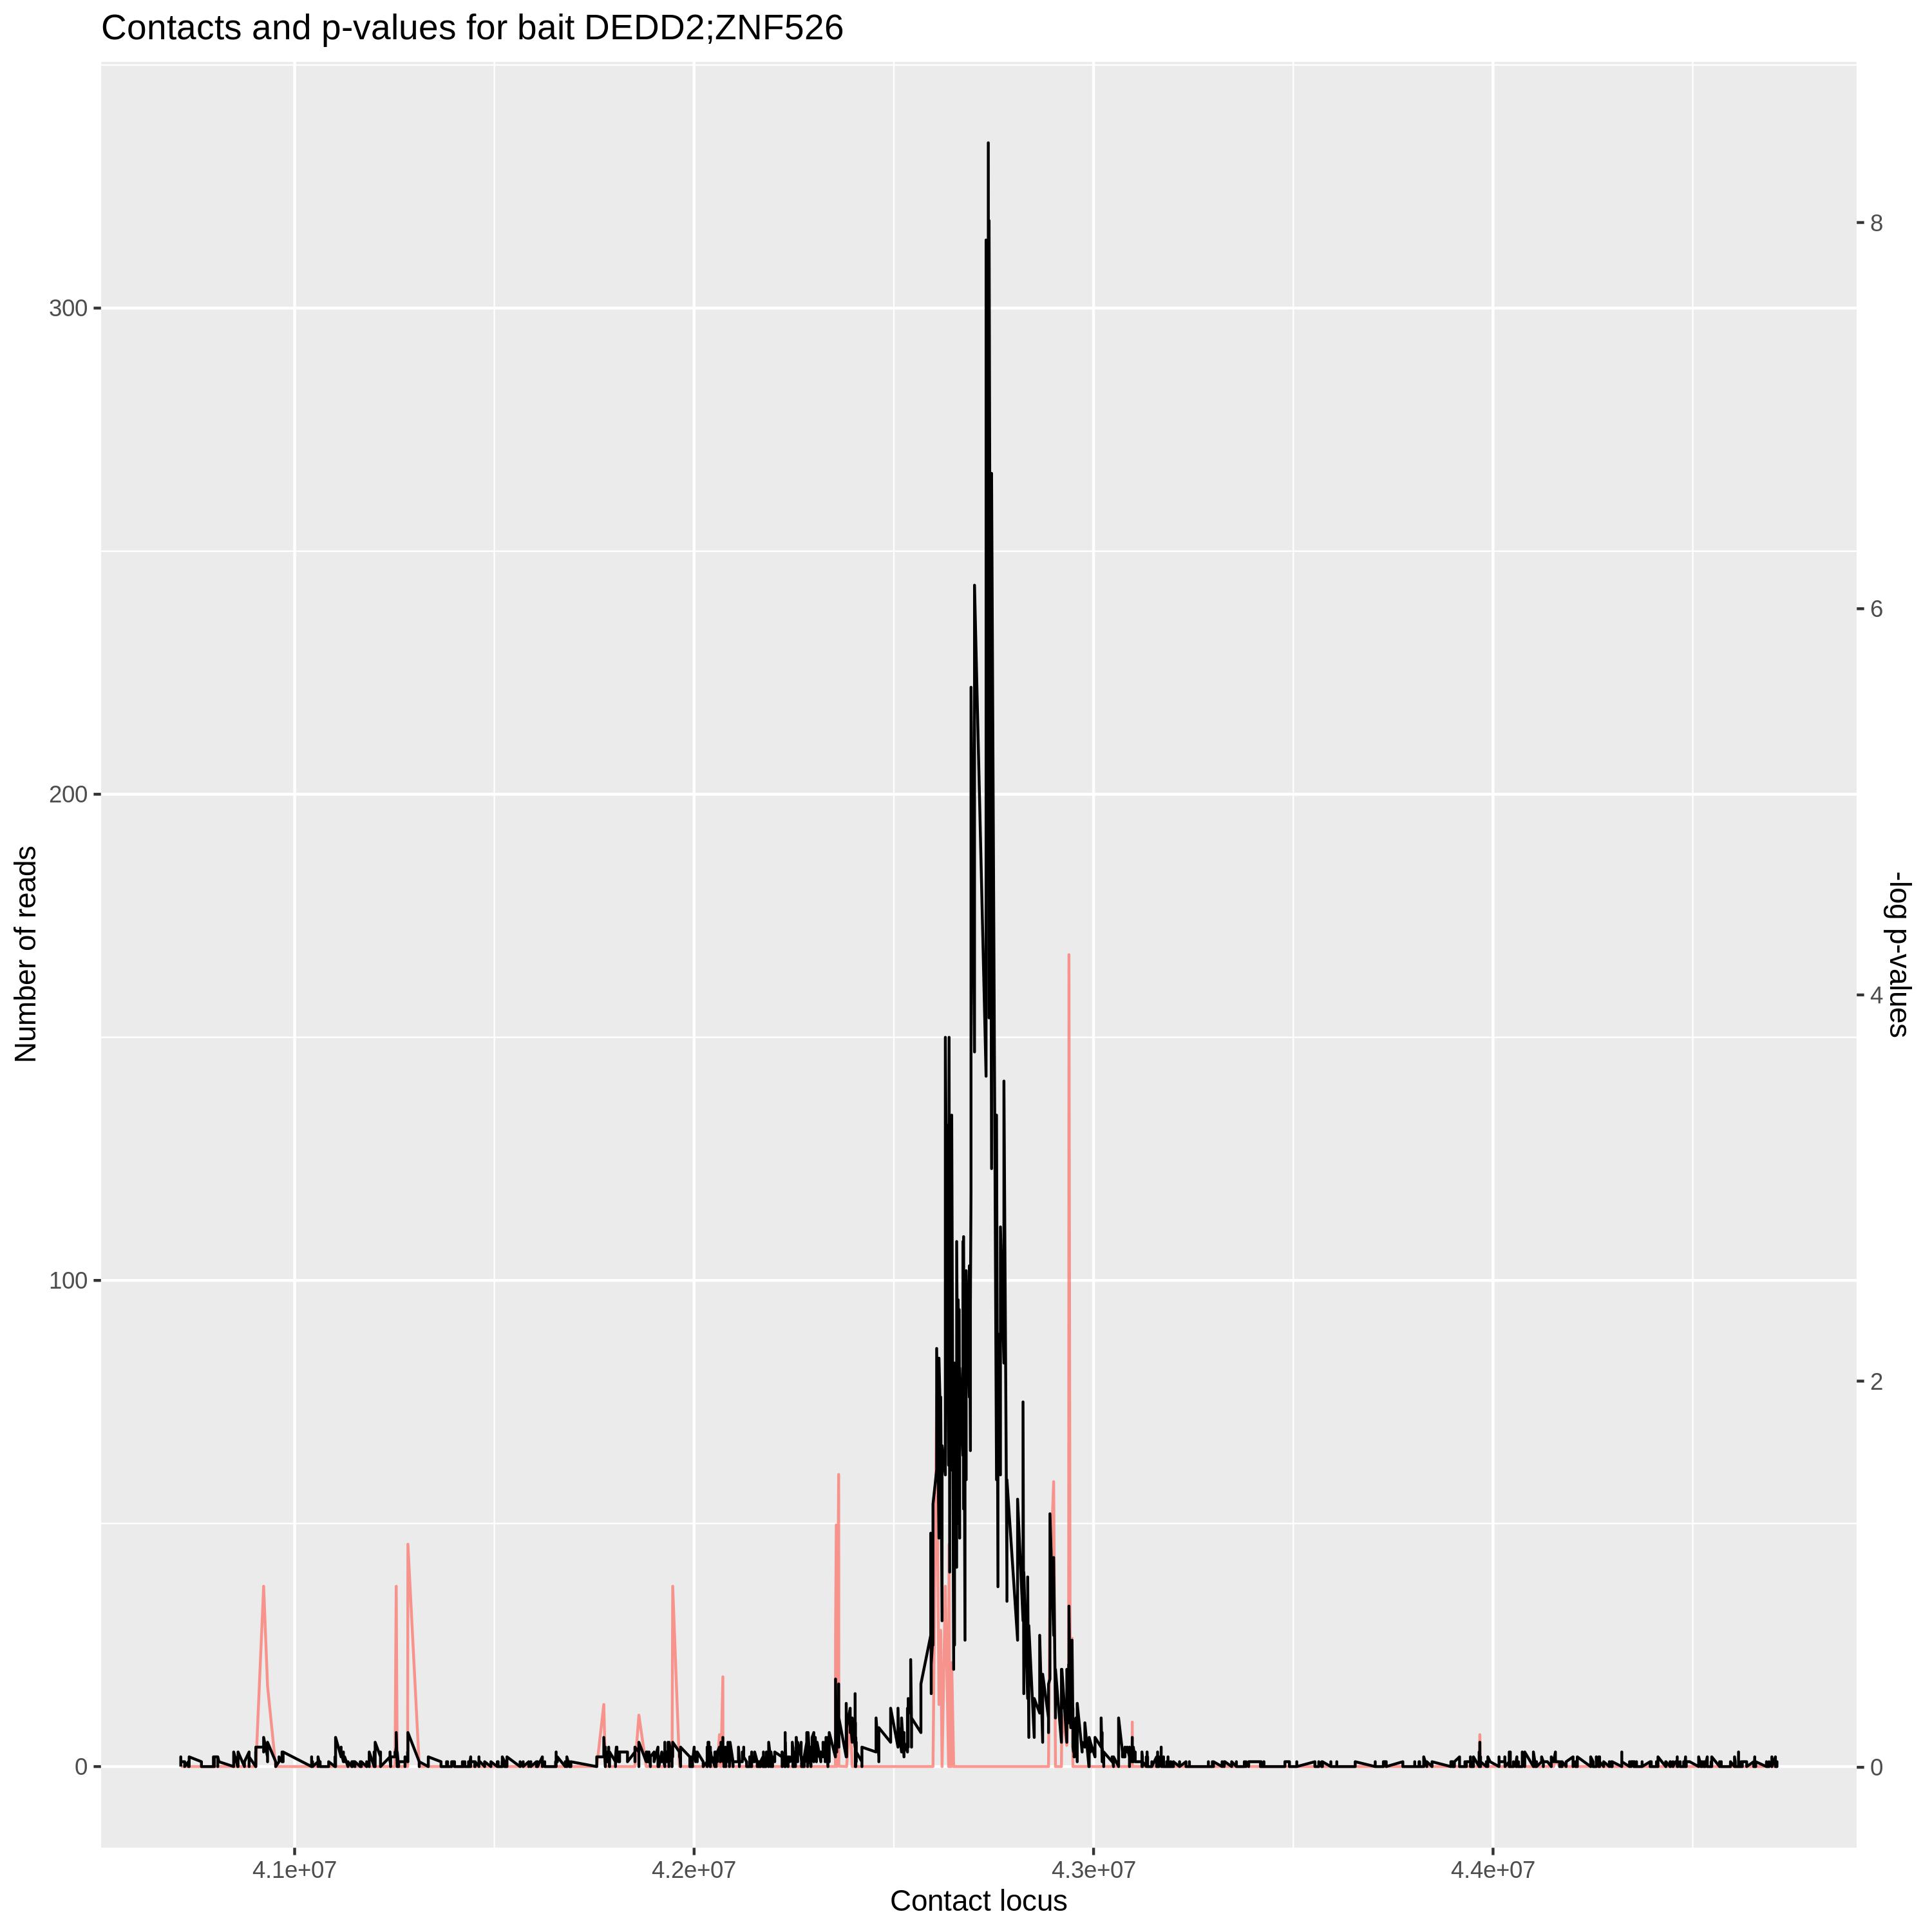 Contacts and p-values for bait DEDD2;ZNF526
Number of reads
300
200
100
0
8
6
4
2
0
-log p-values
4.1e+07 4.2e+07 4.3e+07 4.4e+07
Contact locus